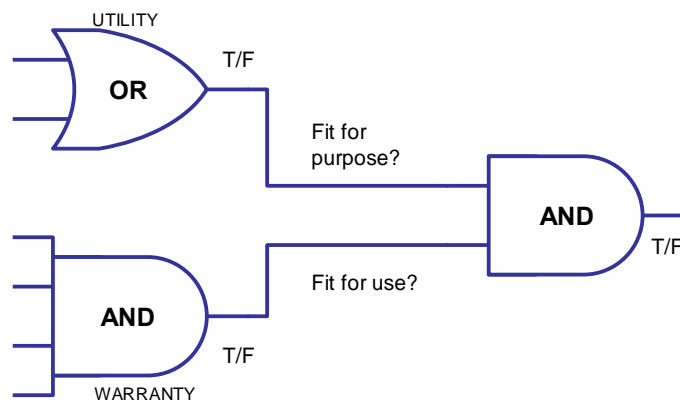 UTILITY
T/F
OR
Fit for
purpose?
AND
T/F
Fit for use?
AND
T/F
WARRANTY